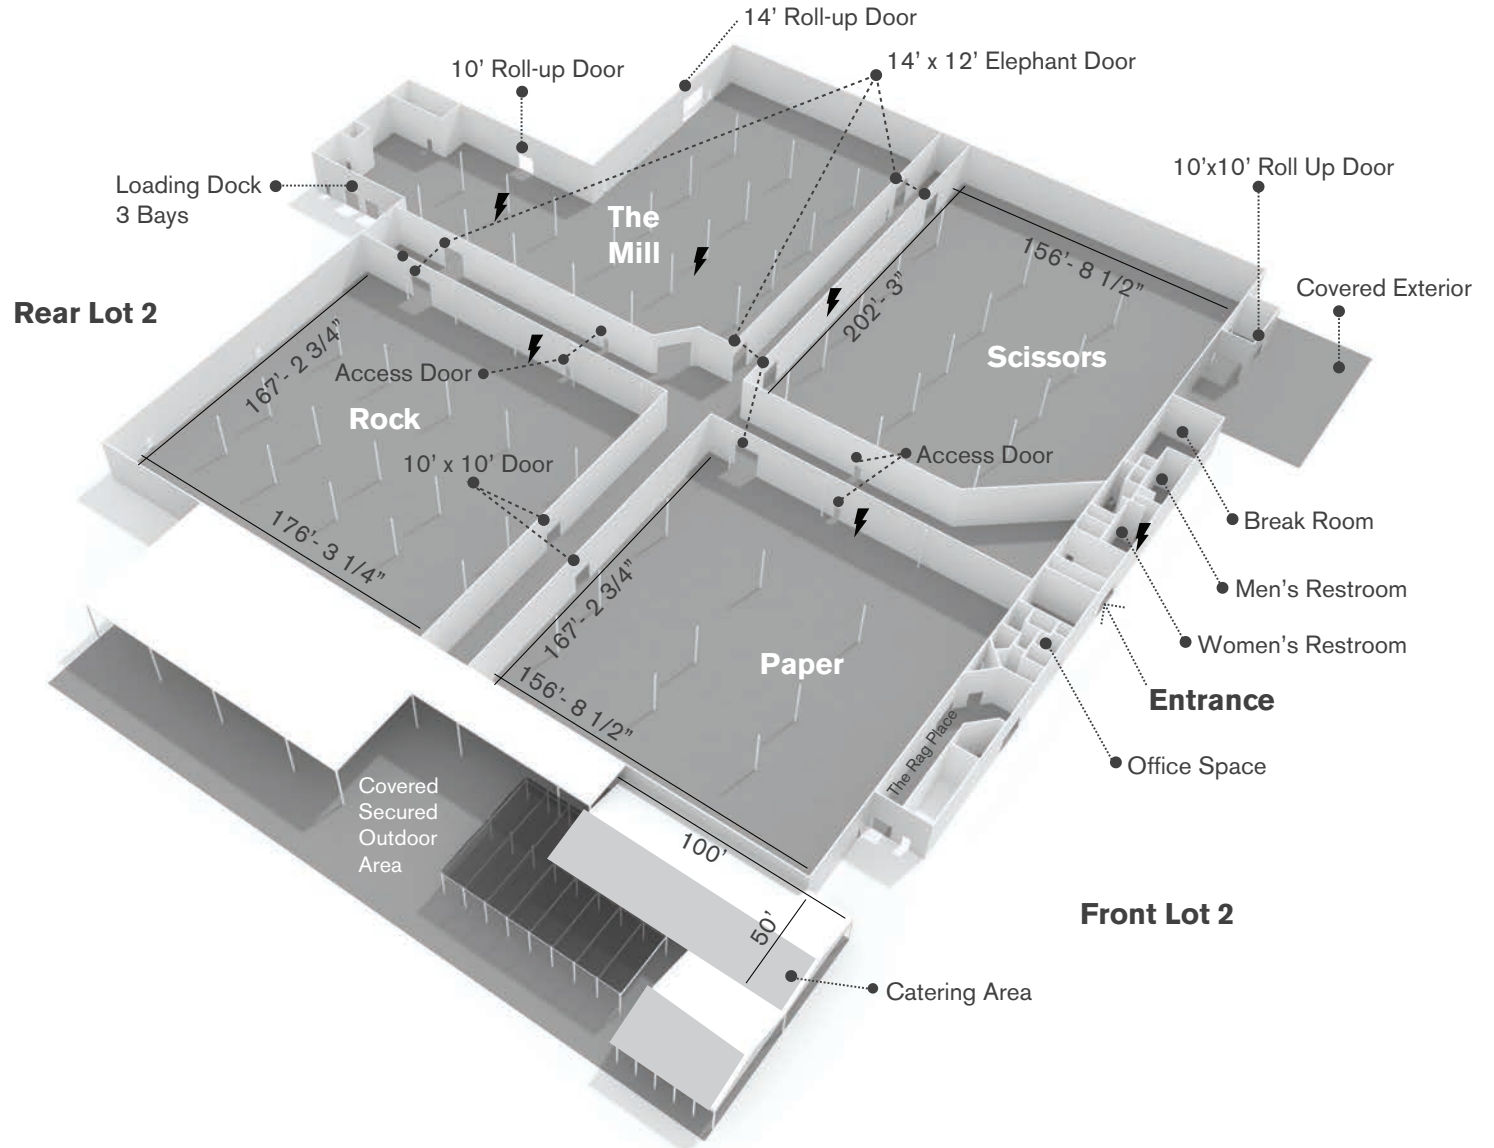 14’ Roll-up Door
10’ Roll-up Door
14’ x 12’ Elephant Door
10’x10’ Roll Up Door
Loading Dock
3 Bays
The
Mill
156’- 8 1/2”
Covered Exterior
Rear Lot 2
202’- 3”
167’- 2 3/4”
Access Door
Scissors
Rock
10’ x 10’ Door
Access Door
176’- 3 1/4”
Break Room
Men’s Restroom
167’- 2 3/4”
Women’s Restroom
Paper
156’- 8 1/2”
Entrance
The Rag Place
Office Space
Covered
Secured
Outdoor
Area
100’
50’
Front Lot 2
Catering Area